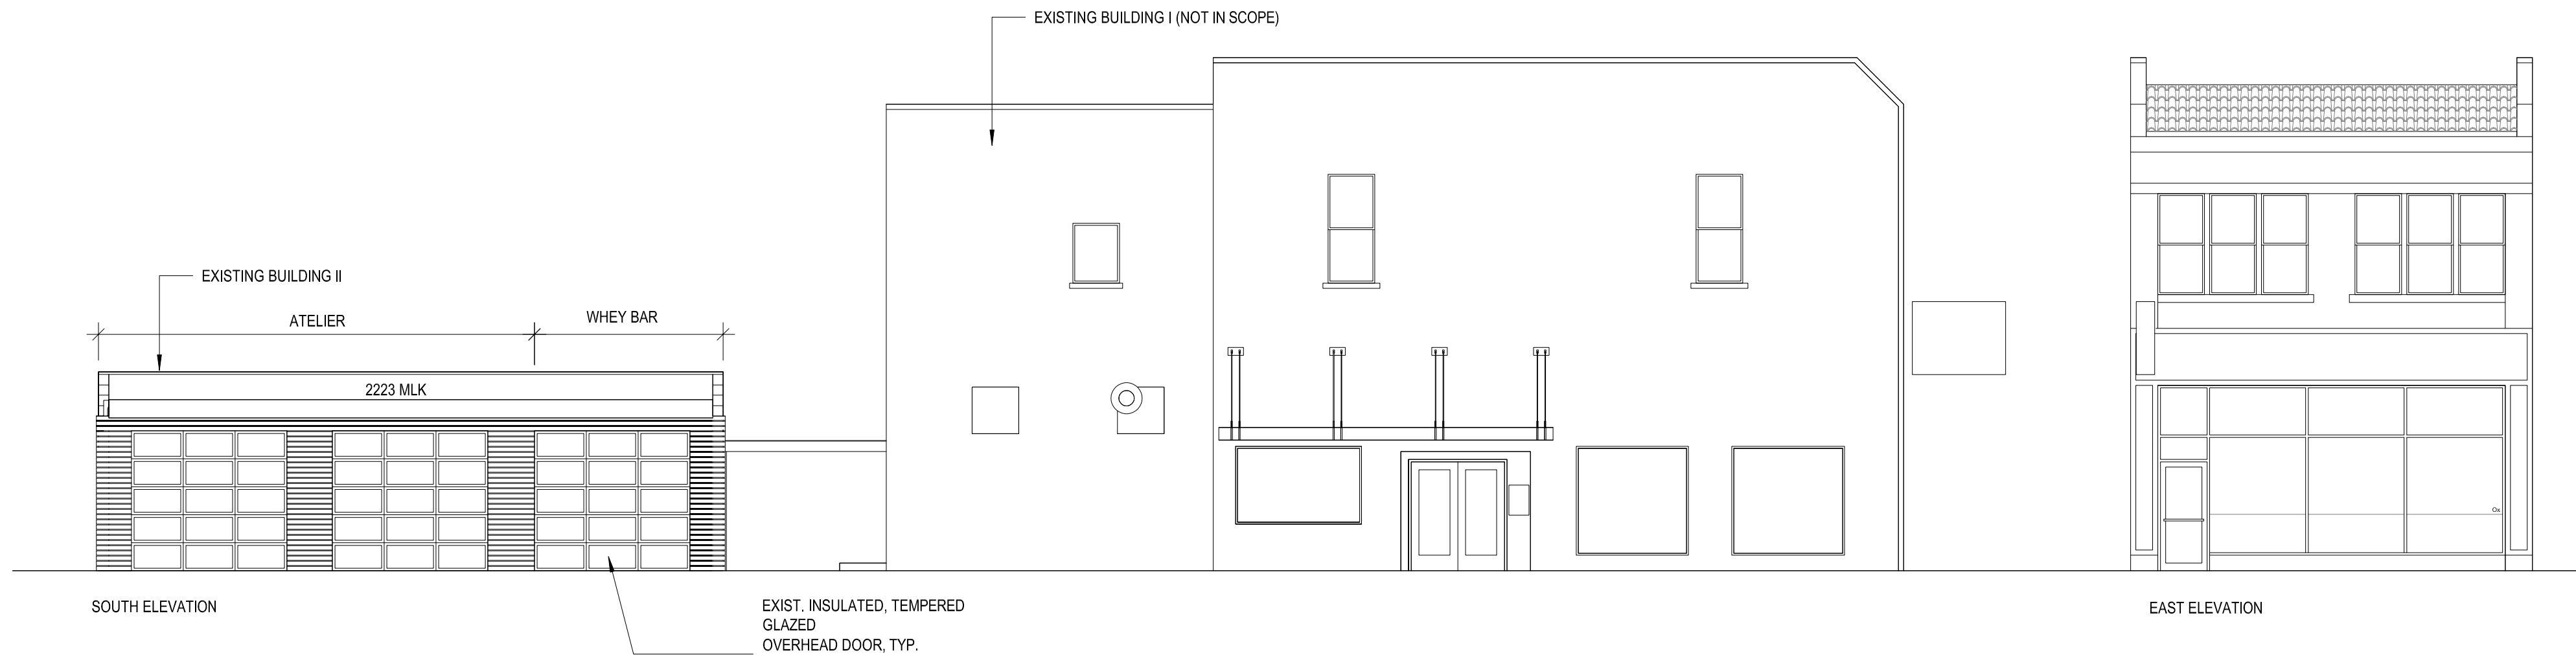 EXISTING BUILDING I (NOT IN SCOPE)
EXISTING BUILDING II
ATELIER
WHEY BAR
2223 MLK
Ox
SOUTH ELEVATION
EXIST. INSULATED, TEMPERED
GLAZED
OVERHEAD DOOR, TYP.
EAST ELEVATION